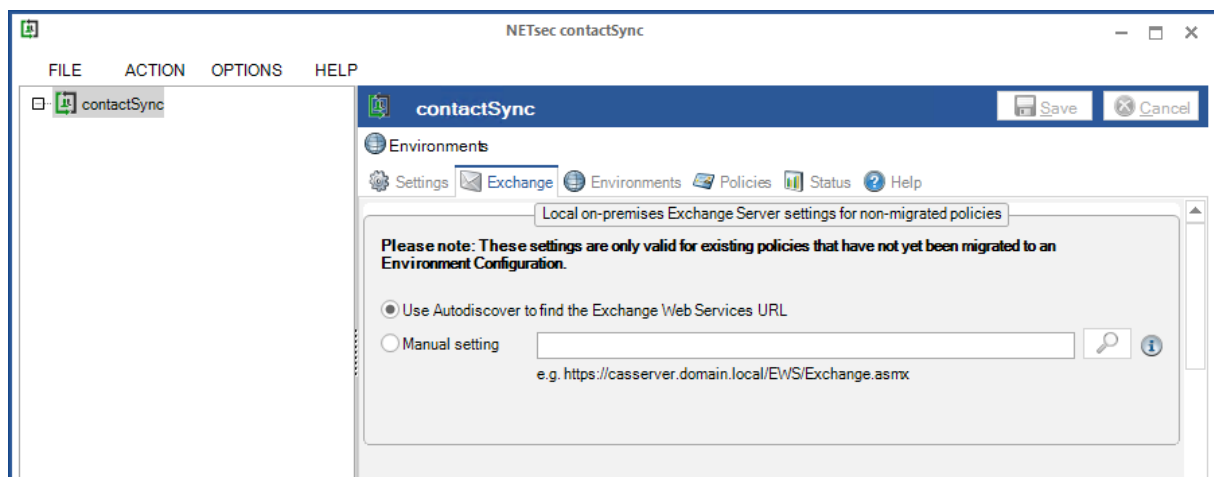 NETsec contactSync
FILE ACTION OPTIONS HELP
contactSync
contactSync
Save Cancel
Environments
Settings Exchange Environments Policies Status Help
Local on-premises Exchange Server settings for non-migrated policies
Please note: These settings are only valid for existing policies that have not yet been migrated to an
Environment Configuration.
Use Autodiscover to find the Exchange Web Services URL
Manual setting
e.g. https://casserver.domain.local/EWS/Exchange.asmx